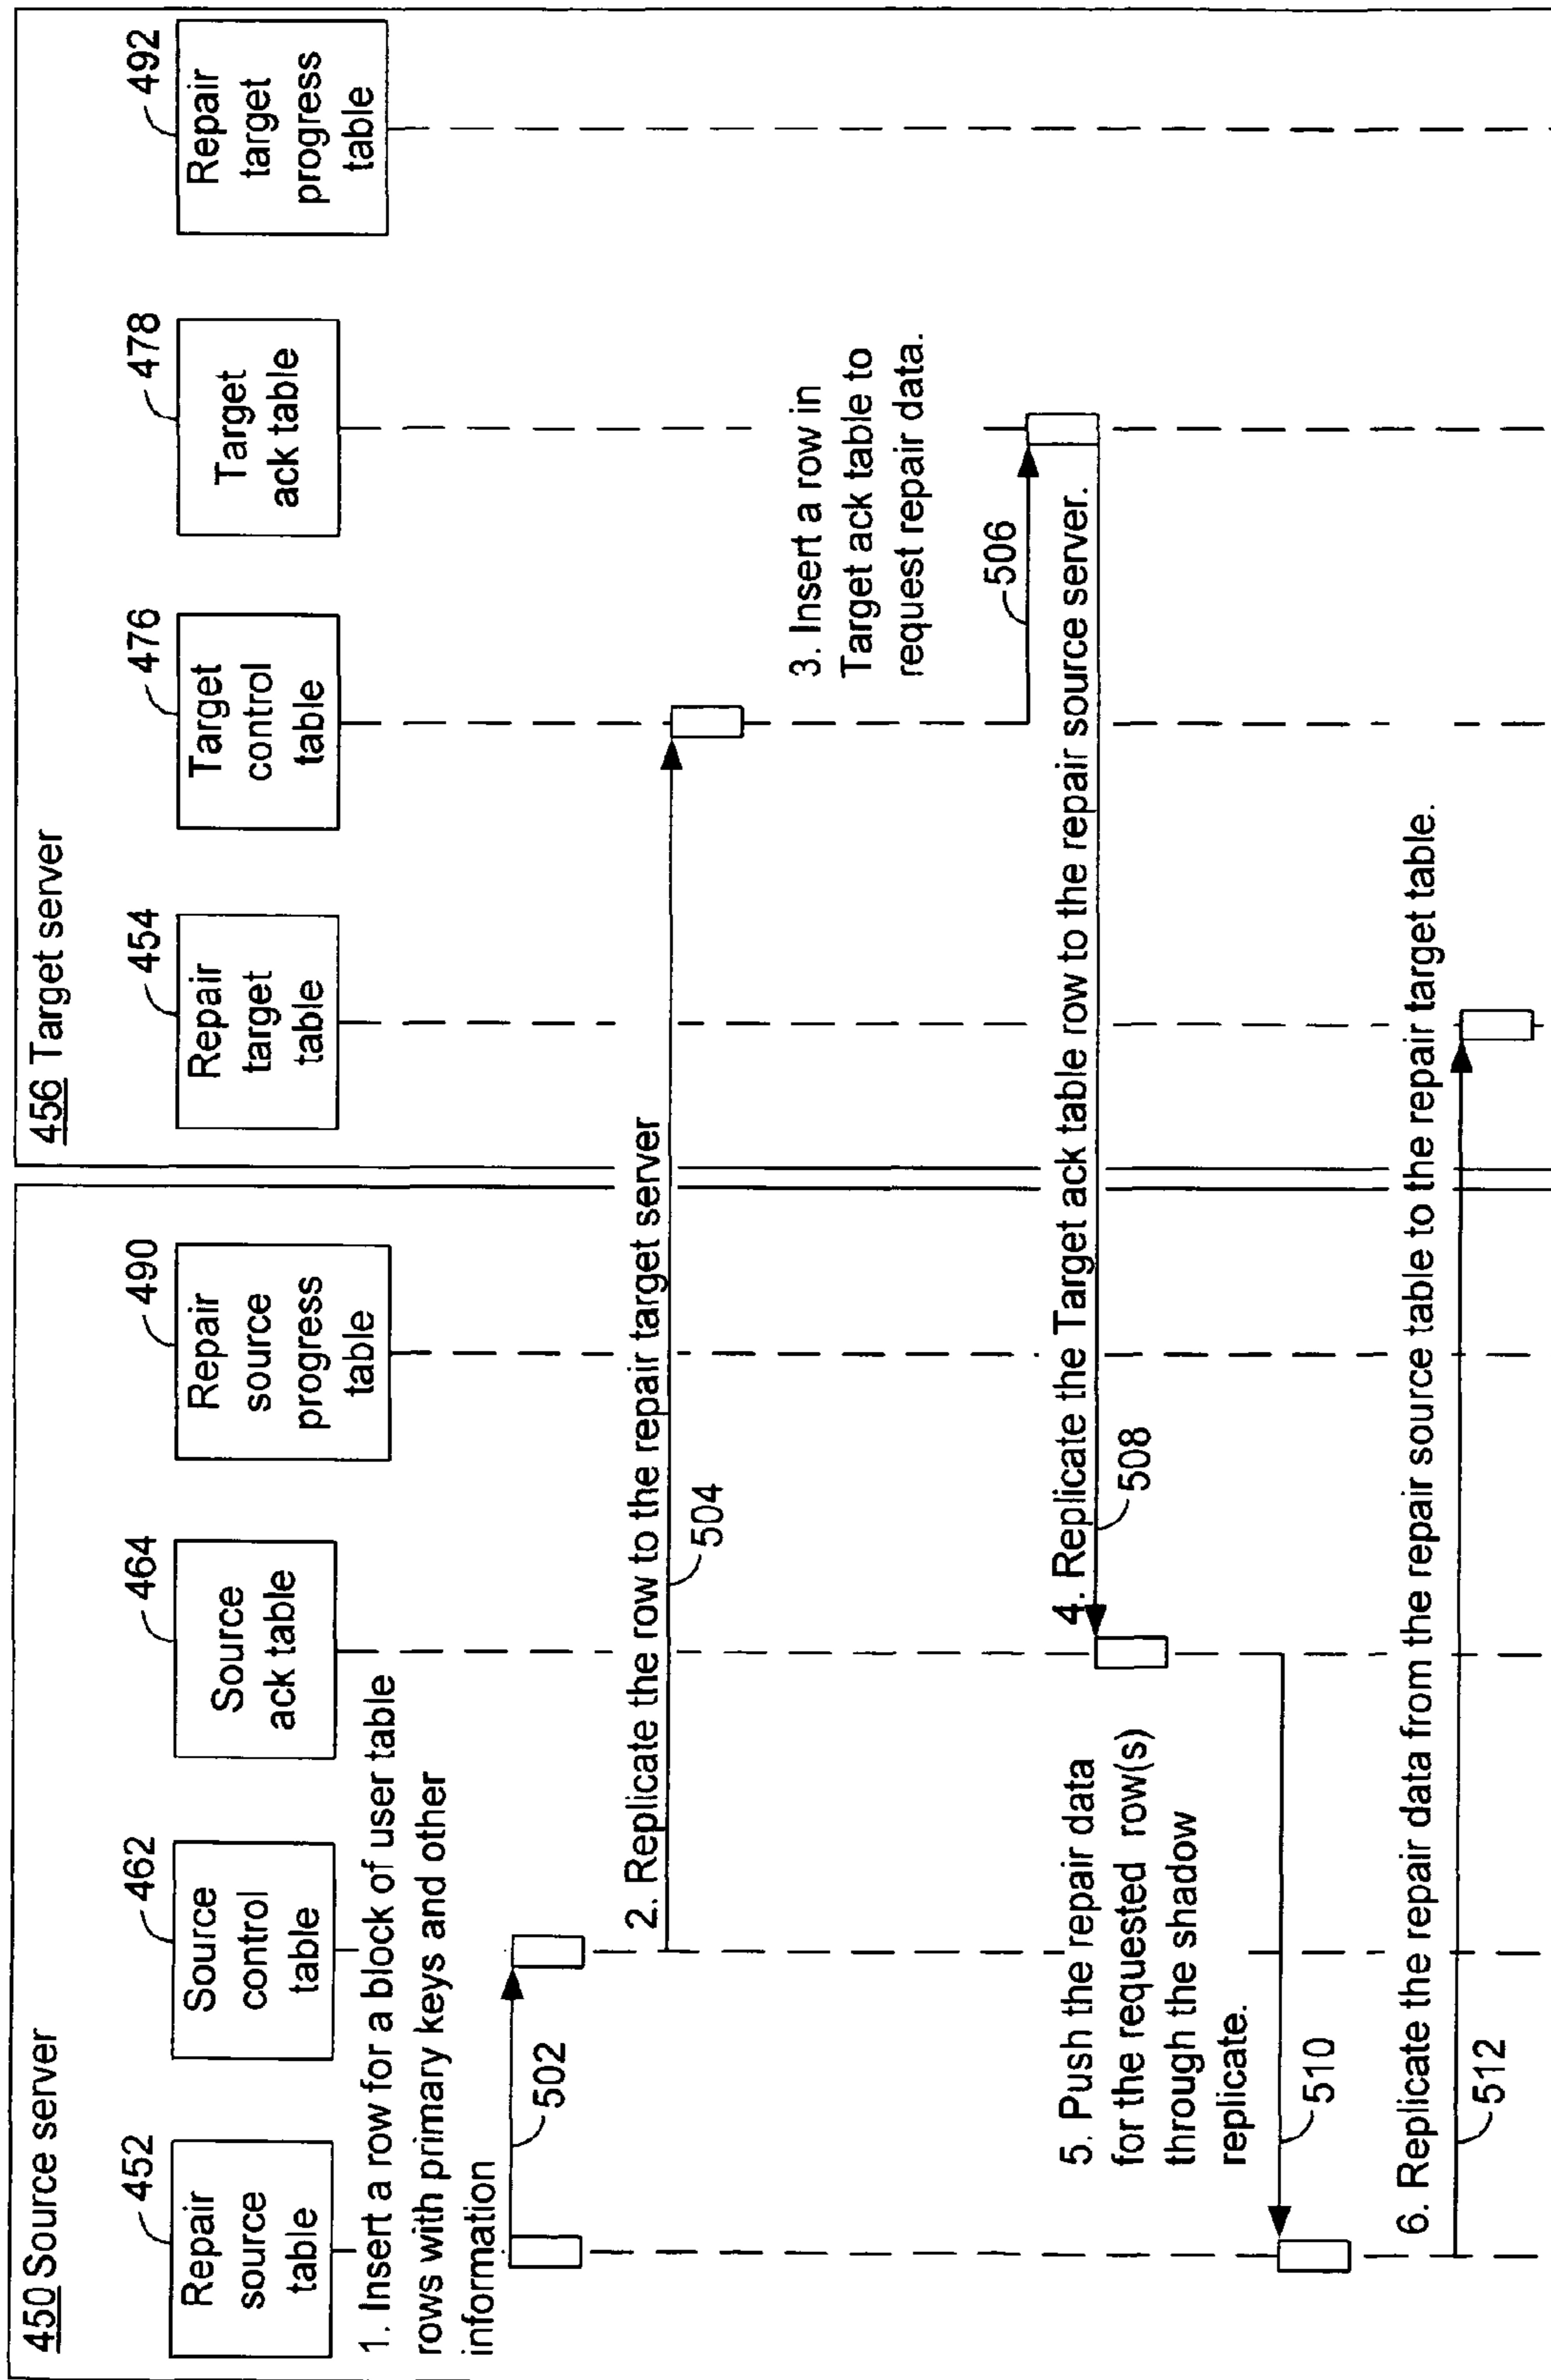 450 Source server
452
Repair
source
table
462
Source
control
table
464
Source
ack table
490
Repair
source
progress
table
456 Target server
454
Repair
target
table
476
Target
control
table
478
Target
ack table
492
Repair
target
progress
table
1. Insert a row for a block of user table
rows with primary keys and other
information
502
2. Replicate the row to the repair target server
504
3. Insert a row in
Target ack table to
request repair data.
506
4. Replicate the Target ack table row to the repair source server.
508
5. Push the repair data
for the requested row(s)
through the shadow
replicate.
510
6. Replicate the repair data from the repair source table to the repair target table.
512